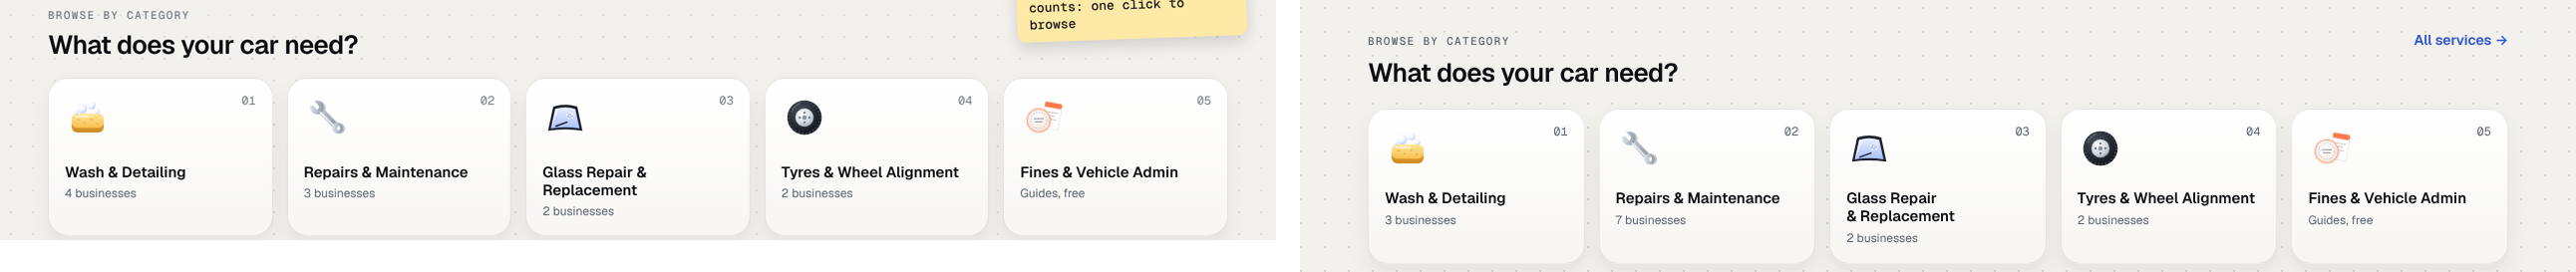 BROWSE BY CATEGORY
What does your car need?
counts: one click to
browse
01
Wash & Detailing
4 businesses
02
Repairs & Maintenance
3 businesses
03
Glass Repair &
Replacement
2 businesses
04
Tyres & Wheel Alignment
2 businesses
05
Fines & Vehicle Admin
Guides, free
BROWSE BY CATEGORY
All services →
What does your car need?
01
Wash & Detailing
3 businesses
02
Repairs & Maintenance
7 businesses
03
Glass Repair
& Replacement
2 businesses
04
Tyres & Wheel Alignment
2 businesses
05
Fines & Vehicle Admin
Guides, free